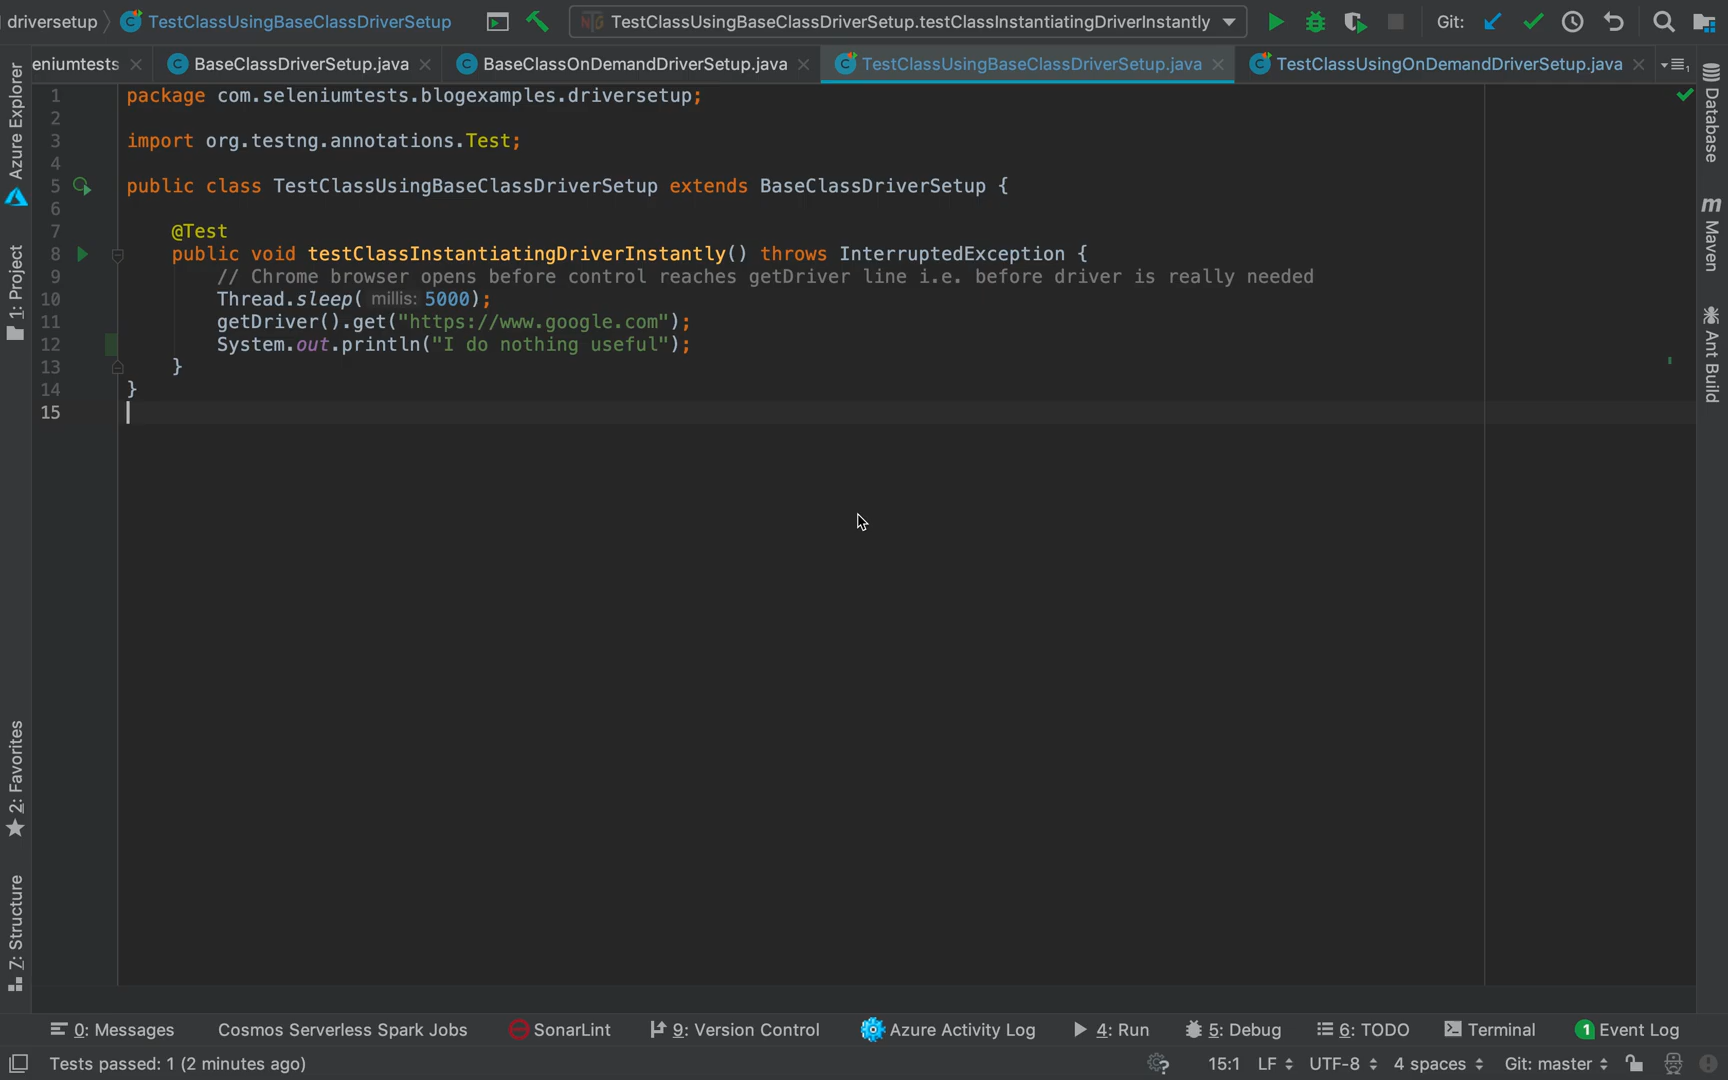 driversetup TestClassUsingBaseClassDriverSetup TestClassUsingBaseClassDriverSetup.testClassInstantiatingDriverInstantly Git:
eniumtests BaseClassDriverSetup.java BaseClassOnDemandDriverSetup.java TestClassUsingBaseClassDriverSetup.java TestClassUsingOnDemandDriverSetup.java
Azure Explorer
1: Project
2: Favorites
7: Structure
1 package com.seleniumtests.blogexamples.driversetup;
2
3 import org.testng.annotations.Test;
4
5 public class TestClassUsingBaseClassDriverSetup extends BaseClassDriverSetup {
6
7 @Test
8 public void testClassInstantiatingDriverInstantly() throws InterruptedException {
9 // Chrome browser opens before control reaches getDriver line i.e. before driver is really needed
10 Thread.sleep( millis: 5000);
11 getDriver().get("https://www.google.com");
12 System.out.println("I do nothing useful");
13 }
14 }
15
Database
m Maven
Ant Build
0: Messages Cosmos Serverless Spark Jobs SonarLint 9: Version Control Azure Activity Log 4: Run 5: Debug 6: TODO Terminal 1 Event Log
Tests passed: 1 (2 minutes ago) 15:1 LF UTF-8 4 spaces Git: master